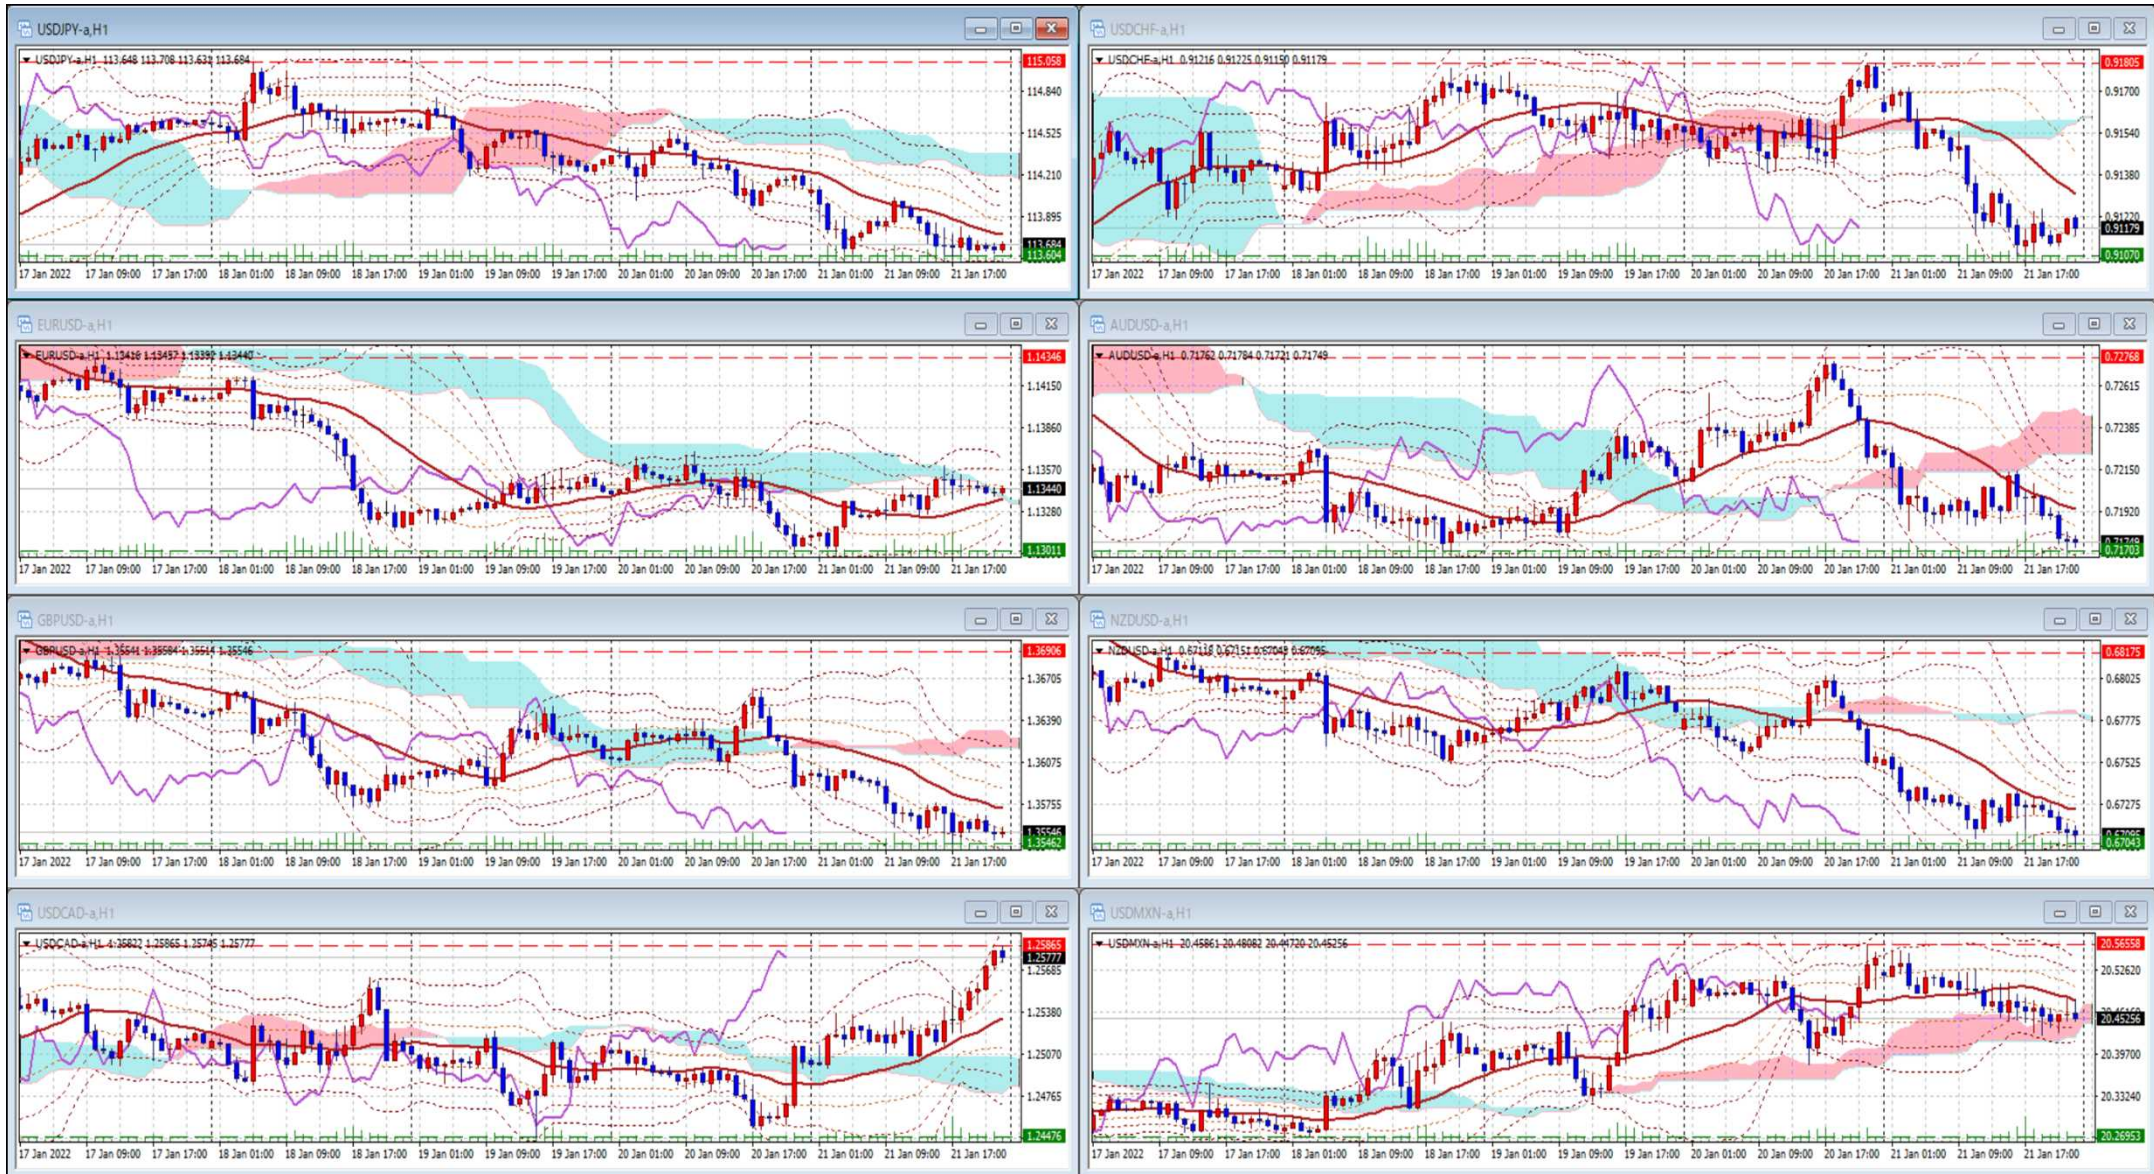 USDJPY-a,H1
USDJPY-a,H1 113.648 113.708 113.631 113.684
115.058
114.840
114.525
114.210
113.895
113.684
113.604
17 Jan 2022 17 Jan 09:00 17 Jan 17:00 18 Jan 01:00 18 Jan 09:00 18 Jan 17:00 19 Jan 01:00 19 Jan 09:00 19 Jan 17:00 20 Jan 01:00 20 Jan 09:00 20 Jan 17:00 21 Jan 01:00 21 Jan 09:00 21 Jan 17:00
USDCHF-a,H1
USDCHF-a,H1 0.91216 0.91225 0.91150 0.91179
0.91805
0.91700
0.91540
0.91380
0.91220
0.91179
0.91070
17 Jan 2022 17 Jan 09:00 17 Jan 17:00 18 Jan 01:00 18 Jan 09:00 18 Jan 17:00 19 Jan 01:00 19 Jan 09:00 19 Jan 17:00 20 Jan 01:00 20 Jan 09:00 20 Jan 17:00 21 Jan 01:00 21 Jan 09:00 21 Jan 17:00
EURUSD-a,H1
EURUSD-a,H1 1.13440
1.14346
1.14150
1.13860
1.13570
1.13440
1.13280
1.13011
17 Jan 2022 17 Jan 09:00 17 Jan 17:00 18 Jan 01:00 18 Jan 09:00 18 Jan 17:00 19 Jan 01:00 19 Jan 09:00 19 Jan 17:00 20 Jan 01:00 20 Jan 09:00 20 Jan 17:00 21 Jan 01:00 21 Jan 09:00 21 Jan 17:00
AUDUSD-a,H1
AUDUSD-a,H1 0.71762 0.71784 0.71721 0.71749
0.72768
0.72615
0.72385
0.72150
0.71920
0.71749
0.71703
17 Jan 2022 17 Jan 09:00 17 Jan 17:00 18 Jan 01:00 18 Jan 09:00 18 Jan 17:00 19 Jan 01:00 19 Jan 09:00 19 Jan 17:00 20 Jan 01:00 20 Jan 09:00 20 Jan 17:00 21 Jan 01:00 21 Jan 09:00 21 Jan 17:00
GBPUSD-a,H1
GBPUSD-a,H1 1.35541 1.35546
1.36906
1.36705
1.36390
1.36075
1.35755
1.35546
1.35462
17 Jan 2022 17 Jan 09:00 17 Jan 17:00 18 Jan 01:00 18 Jan 09:00 18 Jan 17:00 19 Jan 01:00 19 Jan 09:00 19 Jan 17:00 20 Jan 01:00 20 Jan 09:00 20 Jan 17:00 21 Jan 01:00 21 Jan 09:00 21 Jan 17:00
NZDUSD-a,H1
NZDUSD-a,H1 0.67118 0.67151 0.67095
0.68175
0.68025
0.67775
0.67525
0.67275
0.67095
0.67043
17 Jan 2022 17 Jan 09:00 17 Jan 17:00 18 Jan 01:00 18 Jan 09:00 18 Jan 17:00 19 Jan 01:00 19 Jan 09:00 19 Jan 17:00 20 Jan 01:00 20 Jan 09:00 20 Jan 17:00 21 Jan 01:00 21 Jan 09:00 21 Jan 17:00
USDCAD-a,H1
USDCAD-a,H1 1.25822 1.25865 1.25745 1.25777
1.25865
1.25777
1.25685
1.25380
1.25070
1.24765
1.24476
17 Jan 2022 17 Jan 09:00 17 Jan 17:00 18 Jan 01:00 18 Jan 09:00 18 Jan 17:00 19 Jan 01:00 19 Jan 09:00 19 Jan 17:00 20 Jan 01:00 20 Jan 09:00 20 Jan 17:00 21 Jan 01:00 21 Jan 09:00 21 Jan 17:00
USDMXN-a,H1
USDMXN-a,H1 20.45861 20.48082 20.44720 20.45256
20.56558
20.52620
20.45256
20.39700
20.33240
20.26953
17 Jan 2022 17 Jan 09:00 17 Jan 17:00 18 Jan 01:00 18 Jan 09:00 18 Jan 17:00 19 Jan 01:00 19 Jan 09:00 19 Jan 17:00 20 Jan 01:00 20 Jan 09:00 20 Jan 17:00 21 Jan 01:00 21 Jan 09:00 21 Jan 17:00